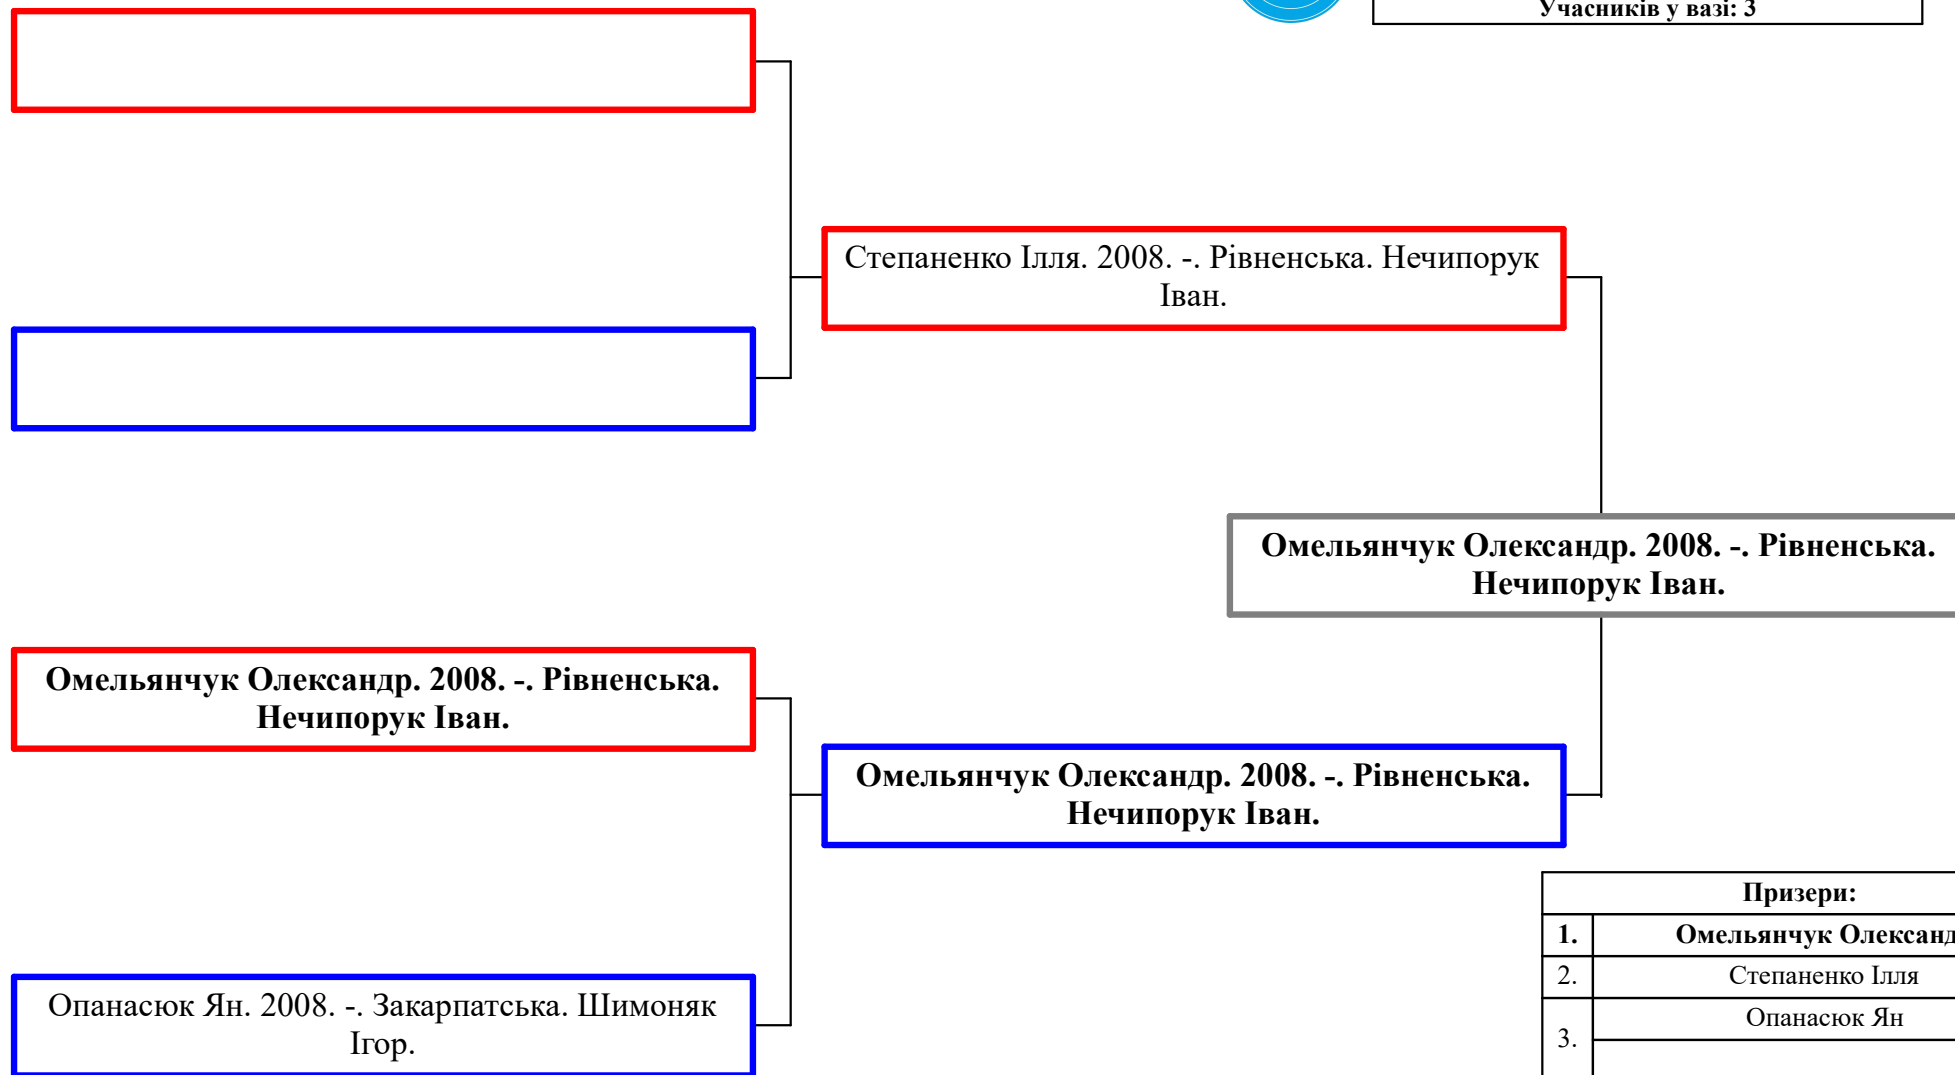 Учасників у вазі: 3
Степаненко Ілля. 2008. -. Рівненська. Нечипорук
Іван.
Омельянчук Олександр. 2008. -. Рівненська.
Нечипорук Іван.
Омельянчук Олександр. 2008. -. Рівненська.
Нечипорук Іван.
Омельянчук Олександр. 2008. -. Рівненська.
Нечипорук Іван.
Опанасюк Ян. 2008. -. Закарпатська. Шимоняк
Ігор.
Призери:
1. Омельянчук Олександ
2. Степаненко Ілля
3. Опанасюк Ян